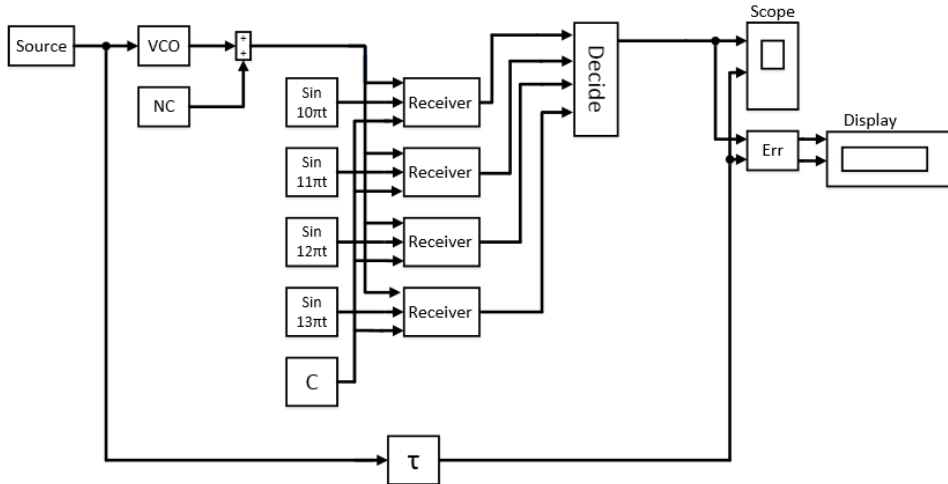 Source
VCO
+
+
NC
Sin
10πt
Receiver
Sin
11πt
Receiver
Sin
12πt
Receiver
Sin
13πt
Receiver
C
Decide
Scope
Err
Display
τ